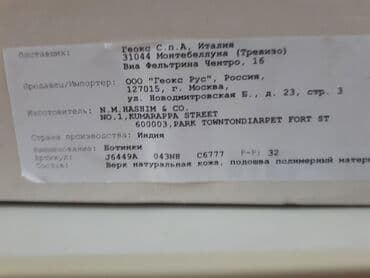 Поставщик: Геокс С.п.А, Италия
31044 Монтебеллуна (Тревизо)
Виа Фельтрина Чентро, 16
Продавец/Импортер: ООО "Геокс Рус", Россия,
127015, г. Москва,
ул. Новодмитровская Б., д. 23, стр. 3
Изготовитель: N.M.HASHIM & CO.
NO.1,KUMARAPPA STREET
600003,PARK TOWNTONDIARPET FORT ST
Страна производства: Индия
Наименование: Ботинки
Артикул: J6449A 043NH C6777 Р-р: 32
Состав: Верх натуральная кожа, подошва полимерный матер